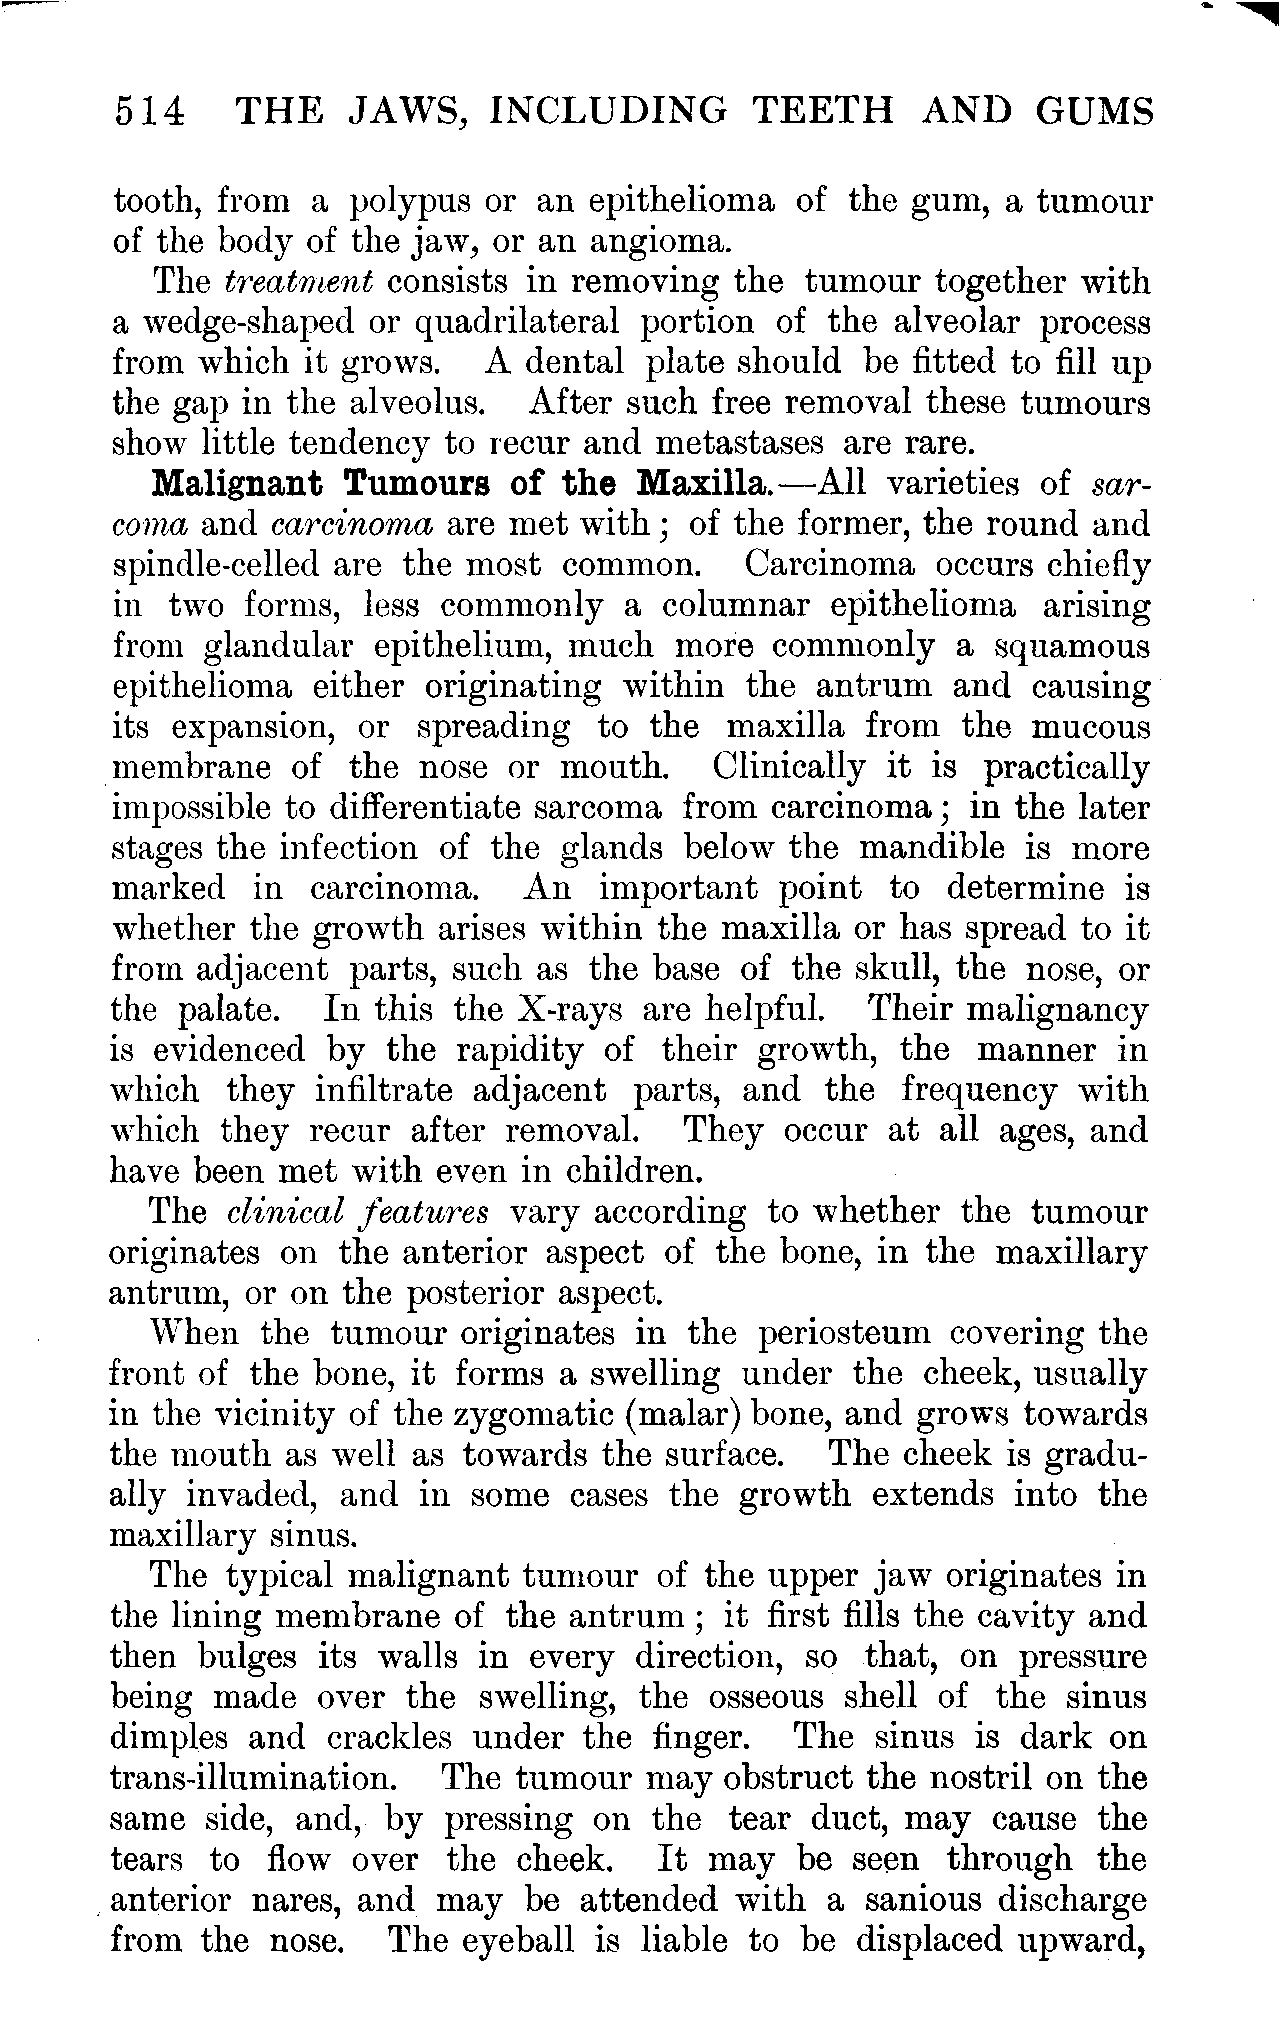 514 THE JAWS, INCLUDING TEETH AND GUMS
tooth, from a polypus or an epithelioma of the gum, a tumour
of the body of the jaw, or an angioma.
The treatment consists in removing the tumour together with
a wedge-shaped or quadrilateral portion of the alveolar process
from which it grows. A dental plate should be fitted to fill up
the gap in the alveolus. After such free removal these tumours
show little tendency to recur and metastases are rare.
Malignant Tumours of the Maxilla.—All varieties of sar-
coma and carcinoma are met with; of the former, the round and
spindle-celled are the most common. Carcinoma occurs chiefly
in two forms, less commonly a columnar epithelioma arising
from glandular epithelium, much more commonly a squamous
epithelioma either originating within the antrum and causing
its expansion, or spreading to the maxilla from the mucous
membrane of the nose or mouth. Clinically it is practically
impossible to differentiate sarcoma from carcinoma; in the later
stages the infection of the glands below the mandible is more
marked in carcinoma. An important point to determine is
whether the growth arises within the maxilla or has spread to it
from adjacent parts, such as the base of the skull, the nose, or
the palate. In this the X-rays are helpful. Their malignancy
is evidenced by the rapidity of their growth, the manner in
which they infiltrate adjacent parts, and the frequency with
which they recur after removal. They occur at all ages, and
have been met with even in children.
The clinical features vary according to whether the tumour
originates on the anterior aspect of the bone, in the maxillary
antrum, or on the posterior aspect.
When the tumour originates in the periosteum covering the
front of the bone, it forms a swelling under the cheek, usually
in the vicinity of the zygomatic (malar) bone, and grows towards
the mouth as well as towards the surface. The cheek is gradu-
ally invaded, and in some cases the growth extends into the
maxillary sinus.
The typical malignant tumour of the upper jaw originates in
the lining membrane of the antrum; it first fills the cavity and
then bulges its walls in every direction, so that, on pressure
being made over the swelling, the osseous shell of the sinus
dimples and crackles under the finger. The sinus is dark on
trans-illumination. The tumour may obstruct the nostril on the
same side, and, by pressing on the tear duct, may cause the
tears to flow over the cheek. It may be seen through the
anterior nares, and may be attended with a sanious discharge
from the nose. The eyeball is liable to be displaced upward,